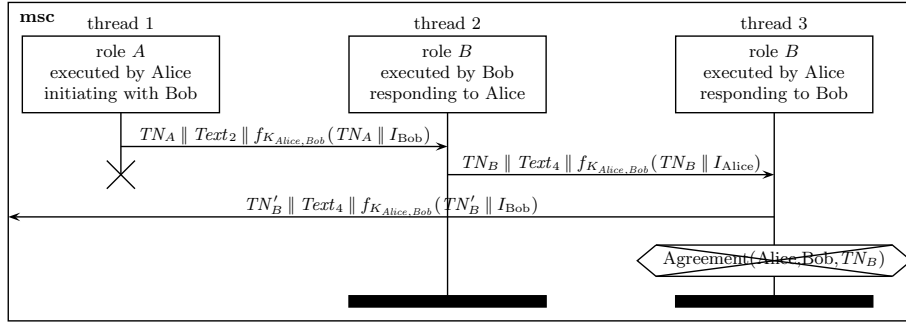 msc
thread 1
thread 2
thread 3
role A
executed by Alice
initiating with Bob
role B
executed by Bob
responding to Alice
role B
executed by Alice
responding to Bob
TN_A ∥ Text_2 ∥ f_{K_{Alice,Bob}}(TN_A ∥ I_Bob)
TN_B ∥ Text_4 ∥ f_{K_{Alice,Bob}}(TN_B ∥ I_Alice)
TN'_B ∥ Text_4 ∥ f_{K_{Alice,Bob}}(TN'_B ∥ I_Bob)
Agreement(Alice,Bob,TN_B)